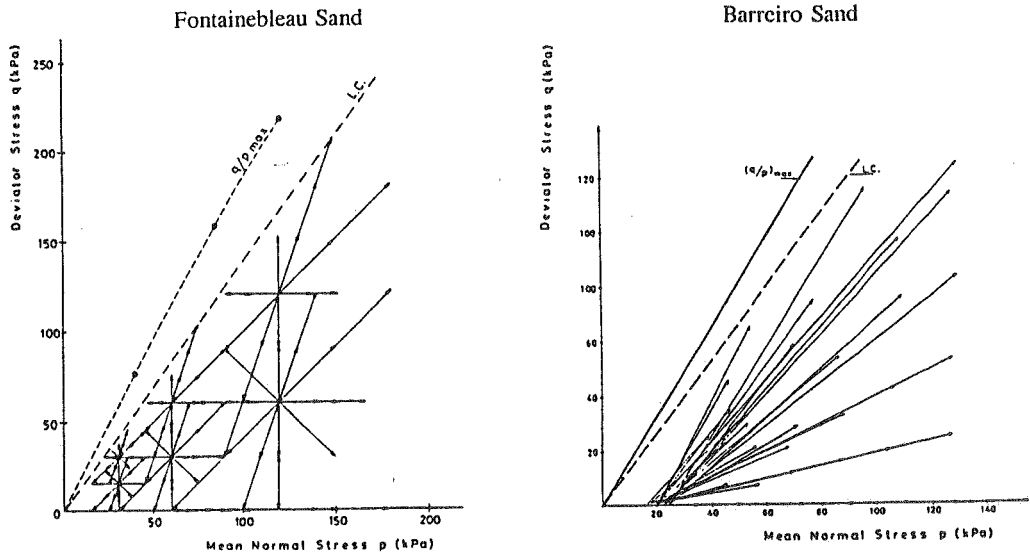 Fontainebleau Sand
Deviator Stress q (kPa)
250
200
150
100
50
0
q/p max
L.C.
0
50
100
150
200
Mean Normal Stress p (kPa)
Barreiro Sand
Deviator Stress q (kPa)
120
100
80
60
40
20
(q/p)max
L.C.
0
20
40
60
80
100
120
140
Mean Normal Stress p (kPa)